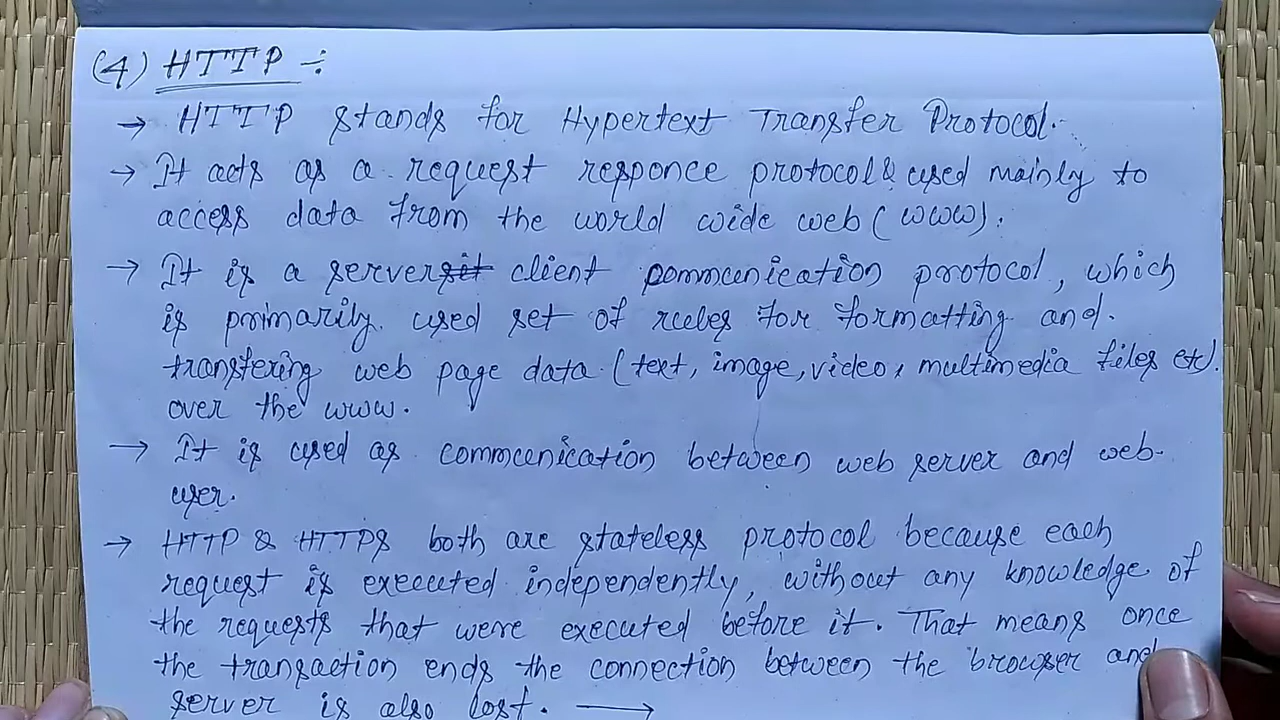 (4) HTTP ÷
→ HTTP stands for Hypertext Transfer Protocol.
→ It acts as a request responce protocol & used mainly to
access data from the world wide web (WWW).
→ It is a server client communication protocol, which
is primarily used set of rules for formatting and.
transfering web page data (text, image, video, multimedia files etc).
over the www.
→ It is used as communication between web server and web
user.
→ HTTP & HTTPS both are stateless protocol because each
request is executed independently, without any knowledge of
the requests that were executed before it. That means once
the transaction ends the connection between the browser and
server is also lost. →